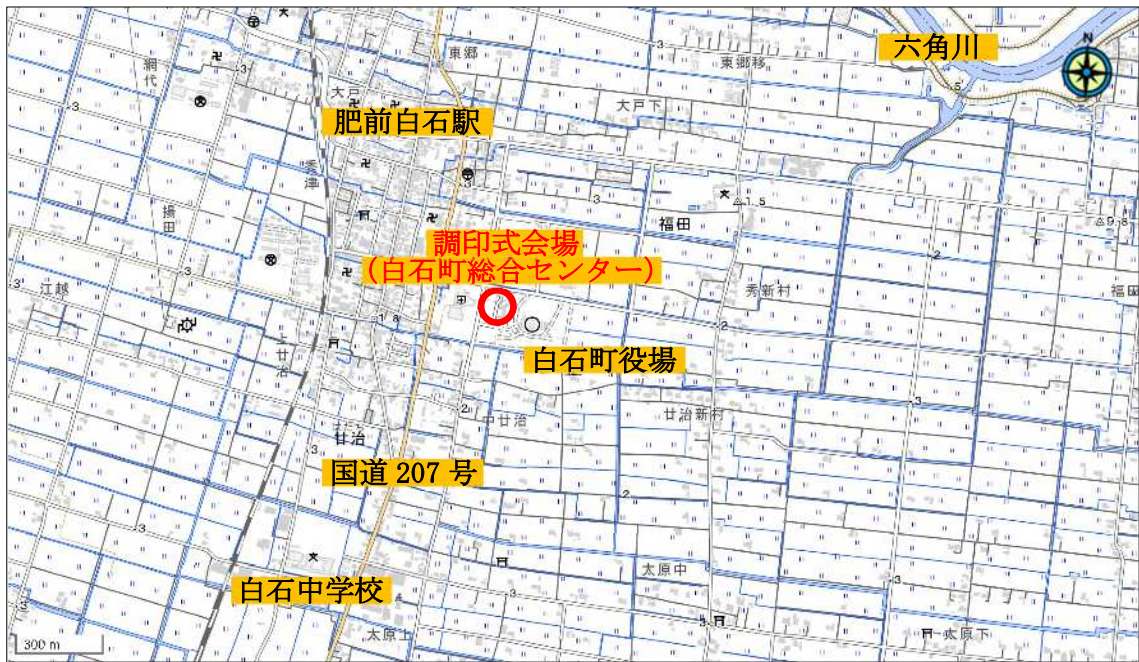 六角川
N
東郷
東郷移
網代
大戸
大戸下
肥前白石駅
秀津
福田
揚田
調印式会場
(白石町総合センター)
江越
秀新村
福田
上廿治
白石町役場
中廿治
廿治新村
廿治
国道 207 号
太原中
白石中学校
太原上
太原下
300 m